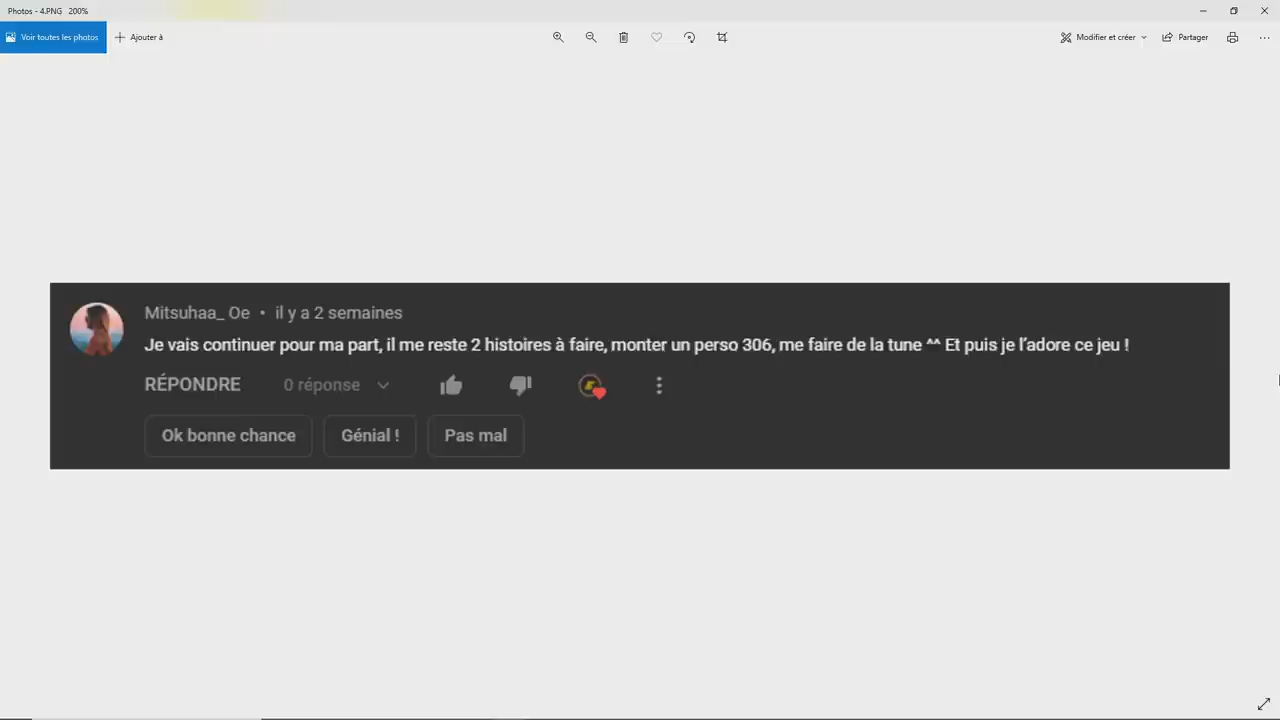 Photos - 4.PNG 200%
Voir toutes les photos Ajouter à Modifier et créer Partager
Mitsuhaa_ Oe • il y a 2 semaines
Je vais continuer pour ma part, il me reste 2 histoires à faire, monter un perso 306, me faire de la tune ^^ Et puis je l'adore ce jeu !
RÉPONDRE 0 réponse
Ok bonne chance Génial ! Pas mal